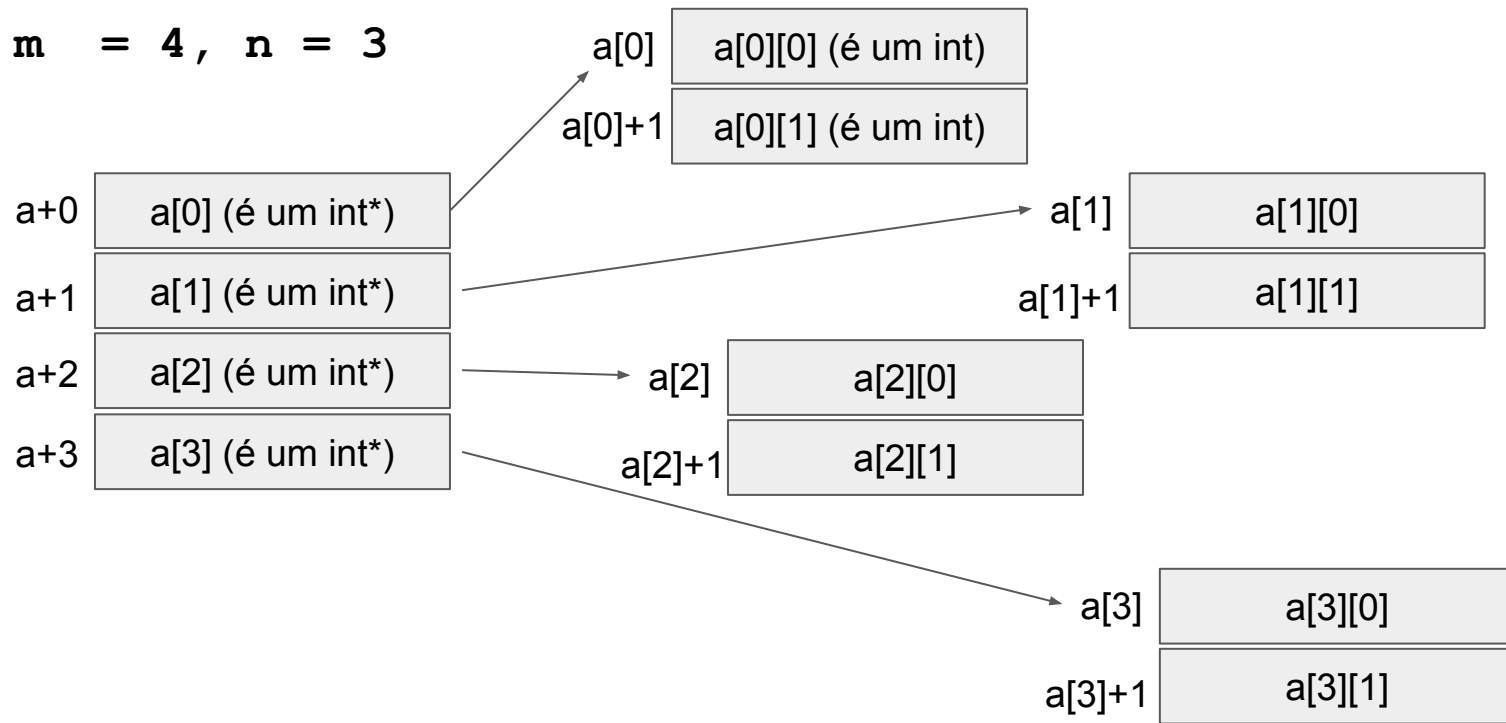 m = 4, n = 3
a[0] a[0][0] (é um int)
a[0]+1 a[0][1] (é um int)
a+0 a[0] (é um int*)
a[1] a[1][0]
a+1 a[1] (é um int*)
a[1]+1 a[1][1]
a+2 a[2] (é um int*)
a[2] a[2][0]
a+3 a[3] (é um int*)
a[2]+1 a[2][1]
a[3] a[3][0]
a[3]+1 a[3][1]